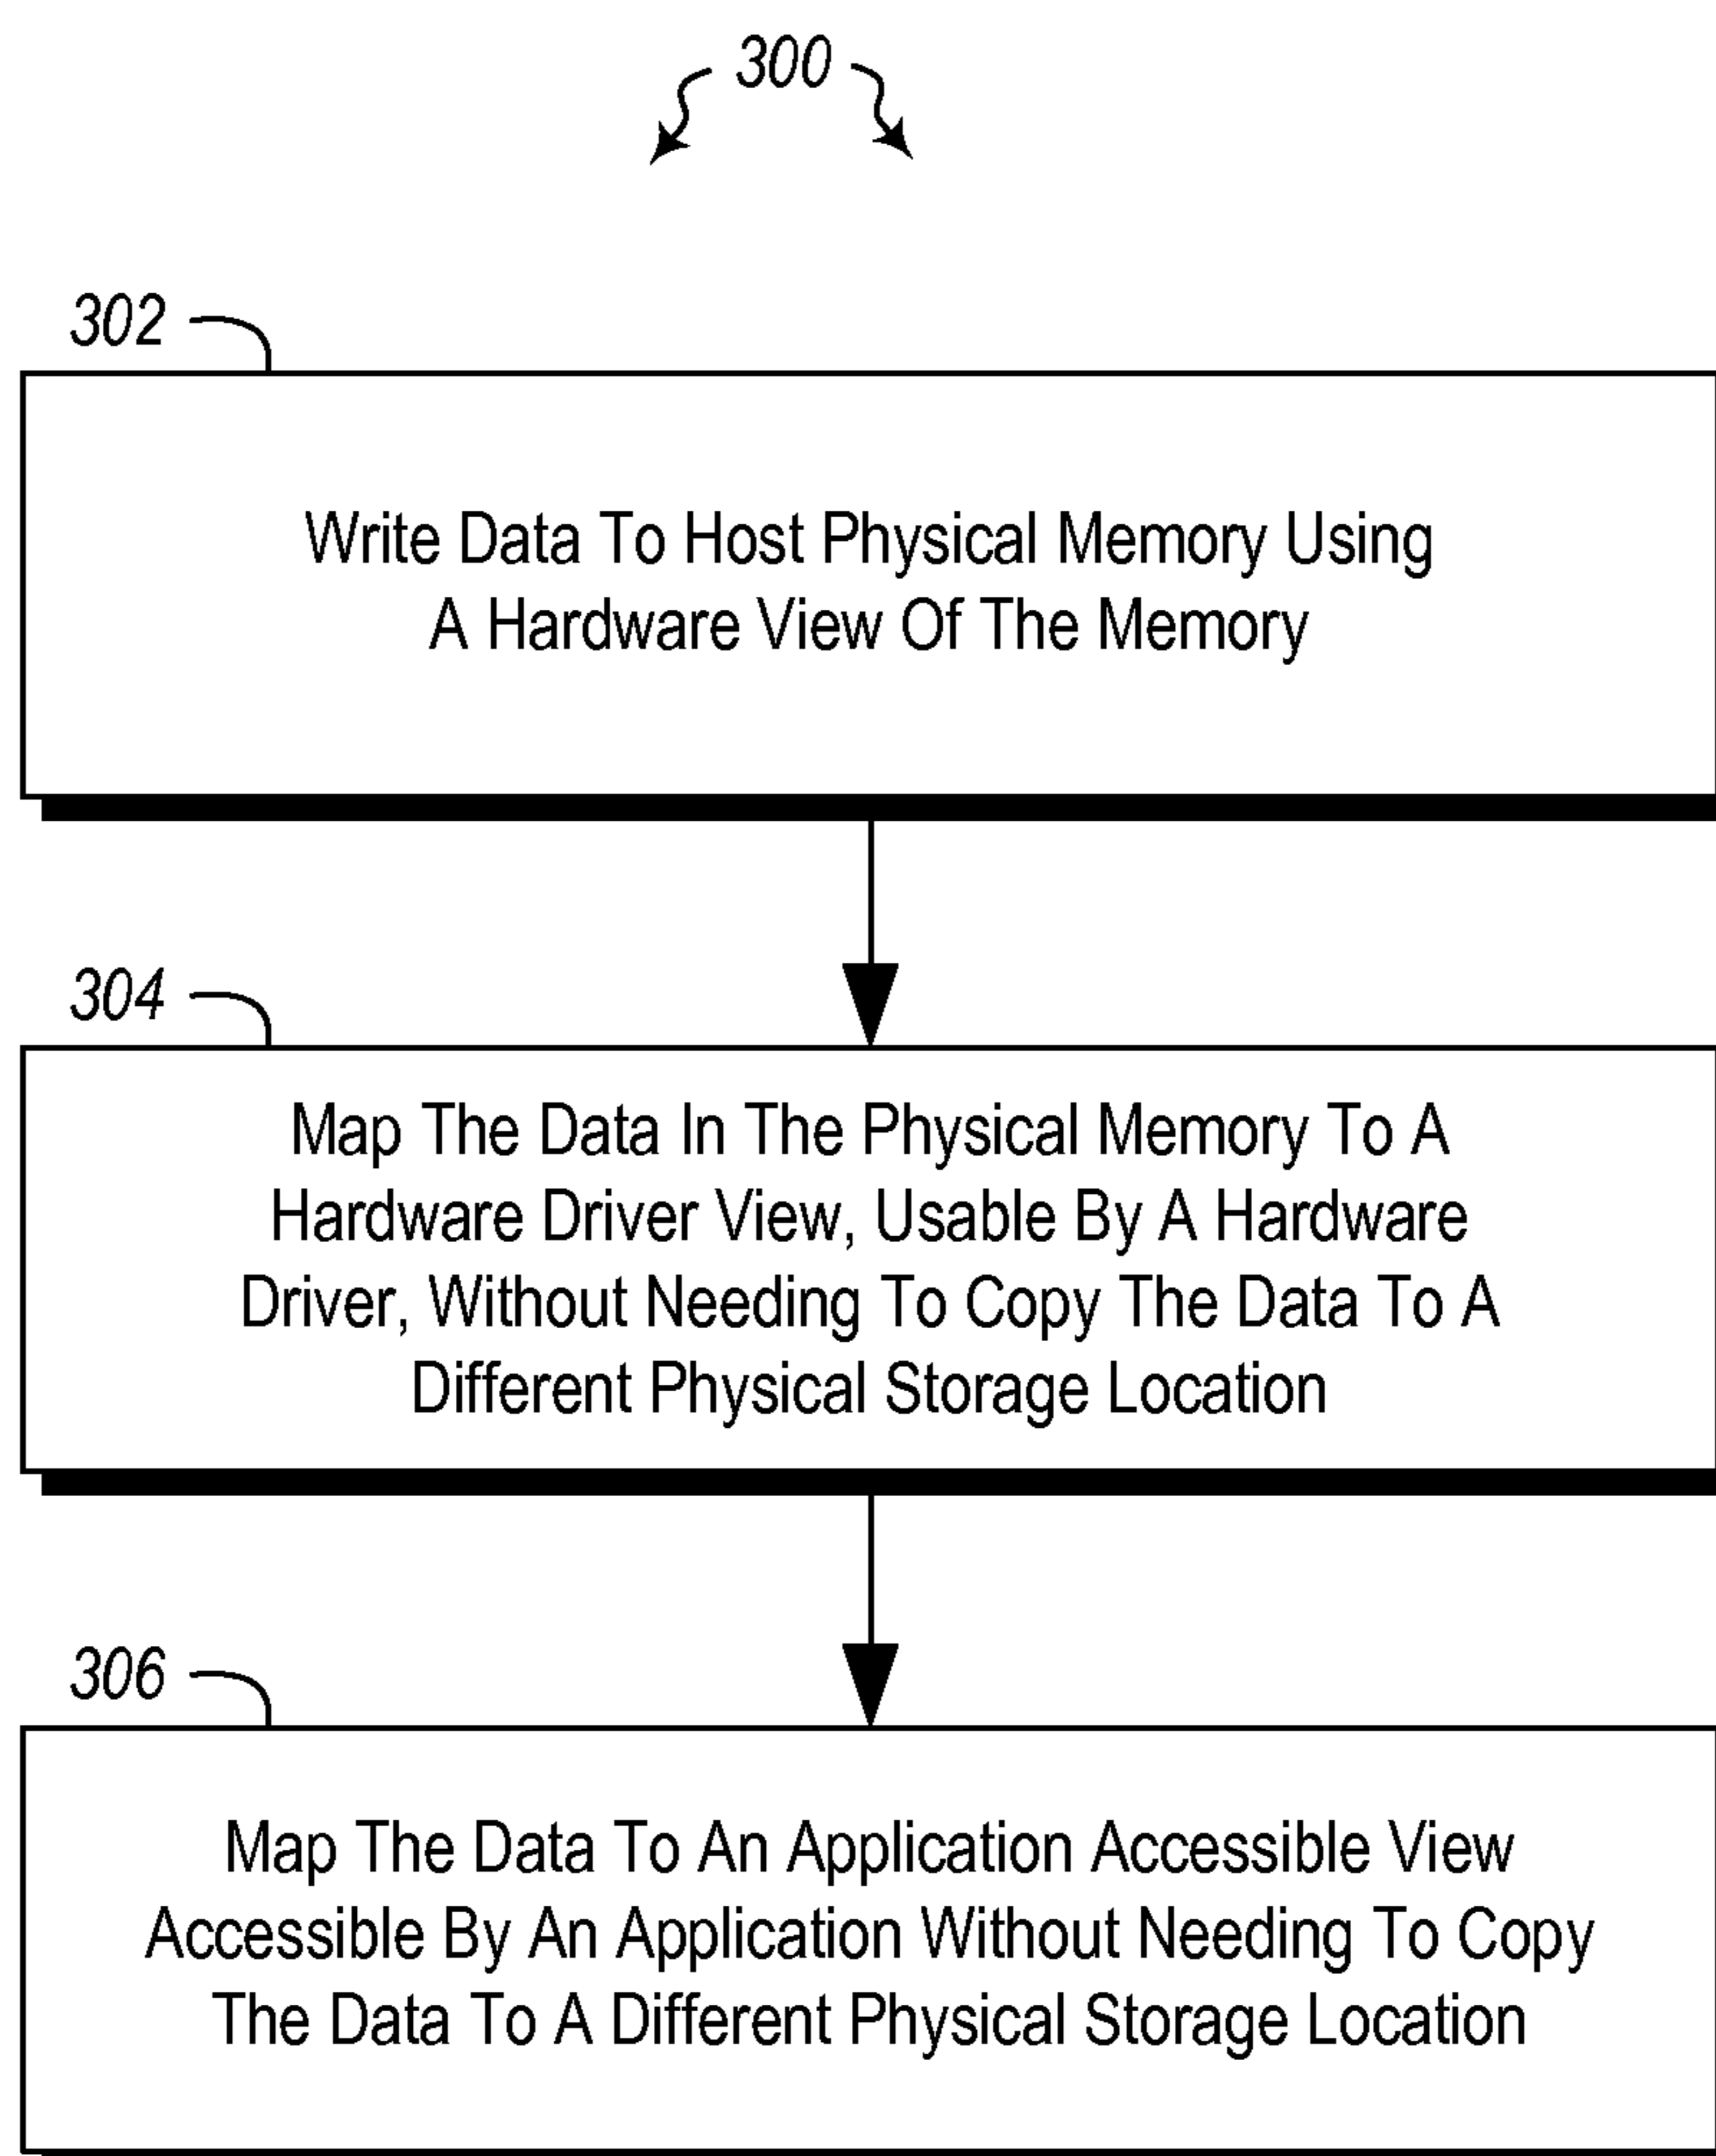 300
302
Write Data To Host Physical Memory Using
A Hardware View Of The Memory
304
Map The Data In The Physical Memory To A
Hardware Driver View, Usable By A Hardware
Driver, Without Needing To Copy The Data To A
Different Physical Storage Location
306
Map The Data To An Application Accessible View
Accessible By An Application Without Needing To Copy
The Data To A Different Physical Storage Location